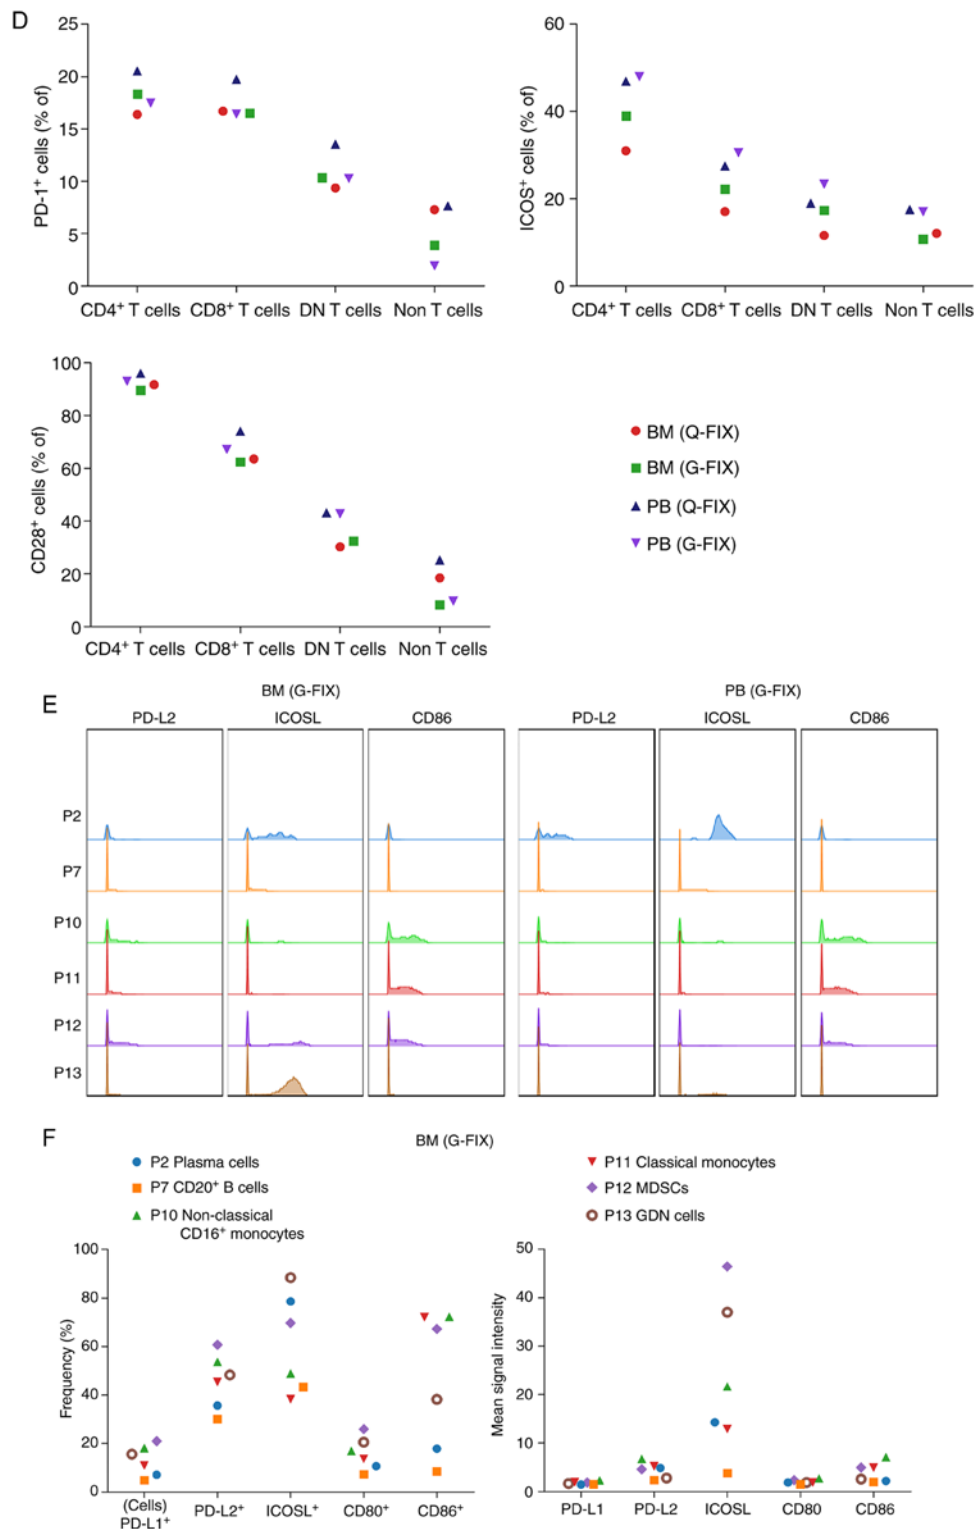 D
PD-1+ cells (% of)
25
20
15
10
5
0
CD4+ T cells CD8+ T cells DN T cells Non T cells
ICOS+ cells (% of)
60
40
20
0
CD4+ T cells CD8+ T cells DN T cells Non T cells
CD28+ cells (% of)
100
80
60
40
20
0
CD4+ T cells CD8+ T cells DN T cells Non T cells
BM (Q-FIX)
BM (G-FIX)
PB (Q-FIX)
PB (G-FIX)
E
BM (G-FIX)
PB (G-FIX)
PD-L2 ICOSL CD86 PD-L2 ICOSL CD86
P2
P7
P10
P11
P12
P13
F
BM (G-FIX)
P2 Plasma cells
P7 CD20+ B cells
P10 Non-classical
CD16+ monocytes
P11 Classical monocytes
P12 MDSCs
P13 GDN cells
Frequency (%)
100
80
60
40
20
0
(Cells)
PD-L1+ PD-L2+ ICOSL+ CD80+ CD86+
Mean signal intensity
50
40
30
20
10
0
PD-L1 PD-L2 ICOSL CD80 CD86